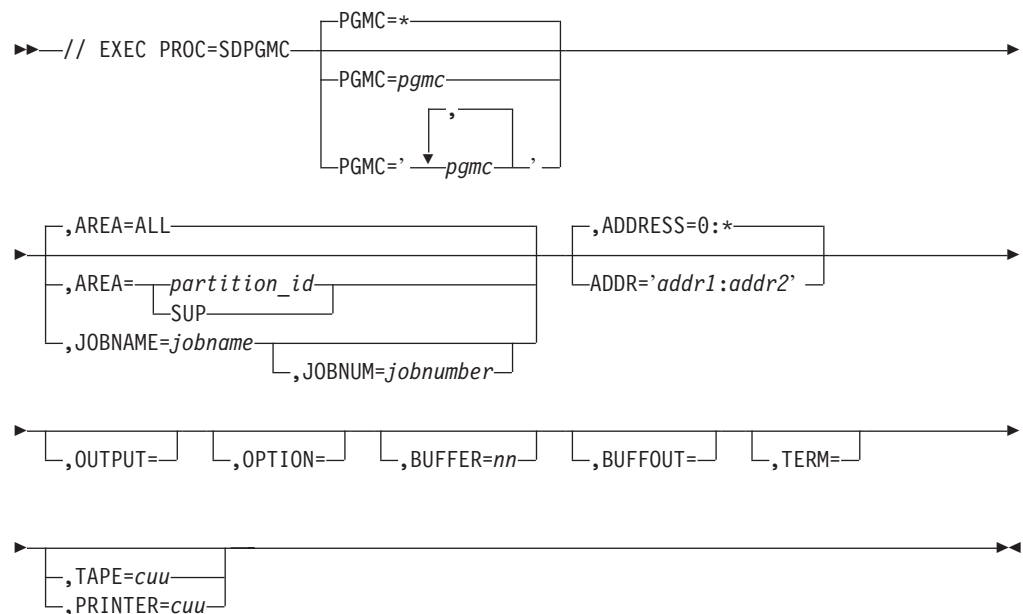 PGMC=*
// EXEC PROC=SDPGMC
PGMC=pgmc
,
PGMC=’ pgmc ’
,AREA=ALL ,ADDRESS=0:*
,AREA= partition_id ADDR=’addr1:addr2’
SUP
,JOBNAME=jobname
,JOBNUM=jobnumber
,OUTPUT= ,OPTION= ,BUFFER=nn ,BUFFOUT= ,TERM=
,TAPE=cuu
,PRINTER=cuu